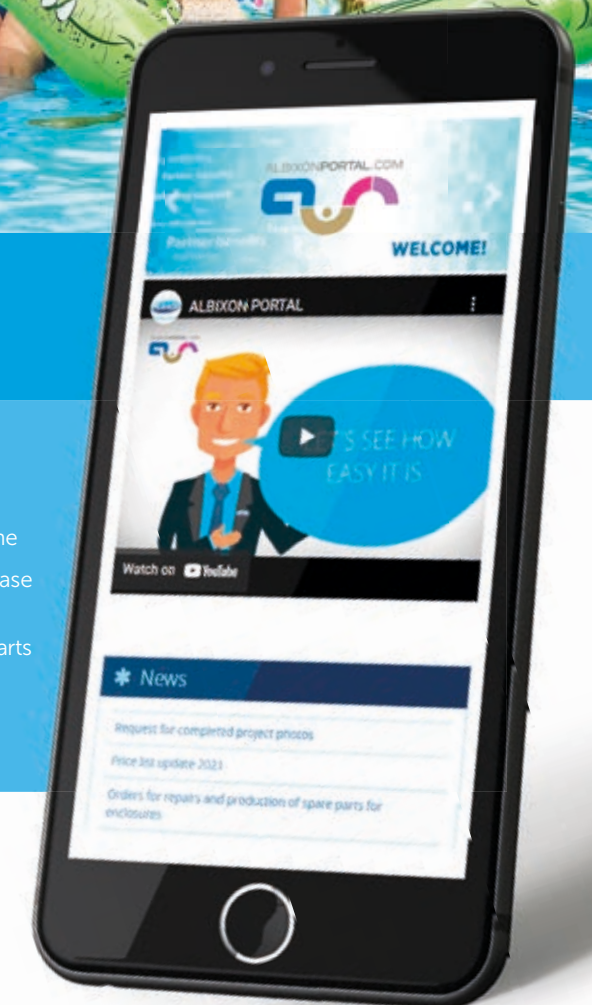 ALBIXONPORTAL.COM
Partner benefits
WELCOME!
ALBIXON PORTAL
LET'S SEE HOW
EASY IT IS
Watch on YouTube
News
Request for completed project photos
Price list update 2021
Orders for repairs and production of spare parts for
enclosures
ne
ase
arts